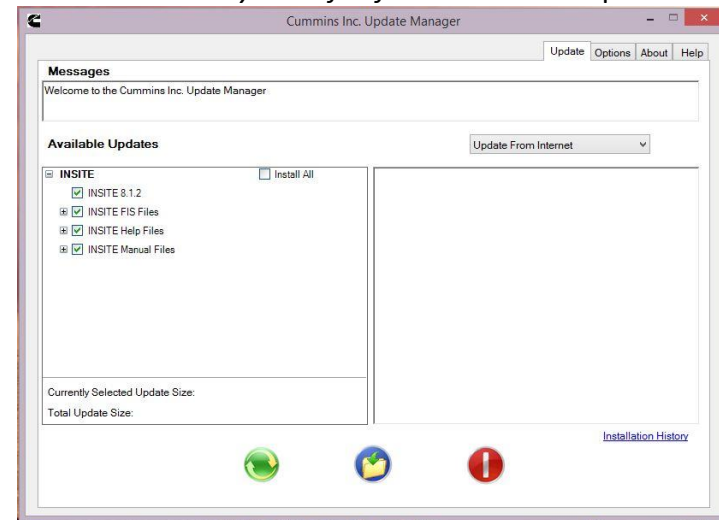 Cummins Inc. Update Manager
Update Options About Help
Messages
Welcome to the Cummins Inc. Update Manager
Available Updates
Update From Internet
INSITE
Install All
INSITE 8.1.2
INSITE FIS Files
INSITE Help Files
INSITE Manual Files
Currently Selected Update Size:
Total Update Size:
Installation History